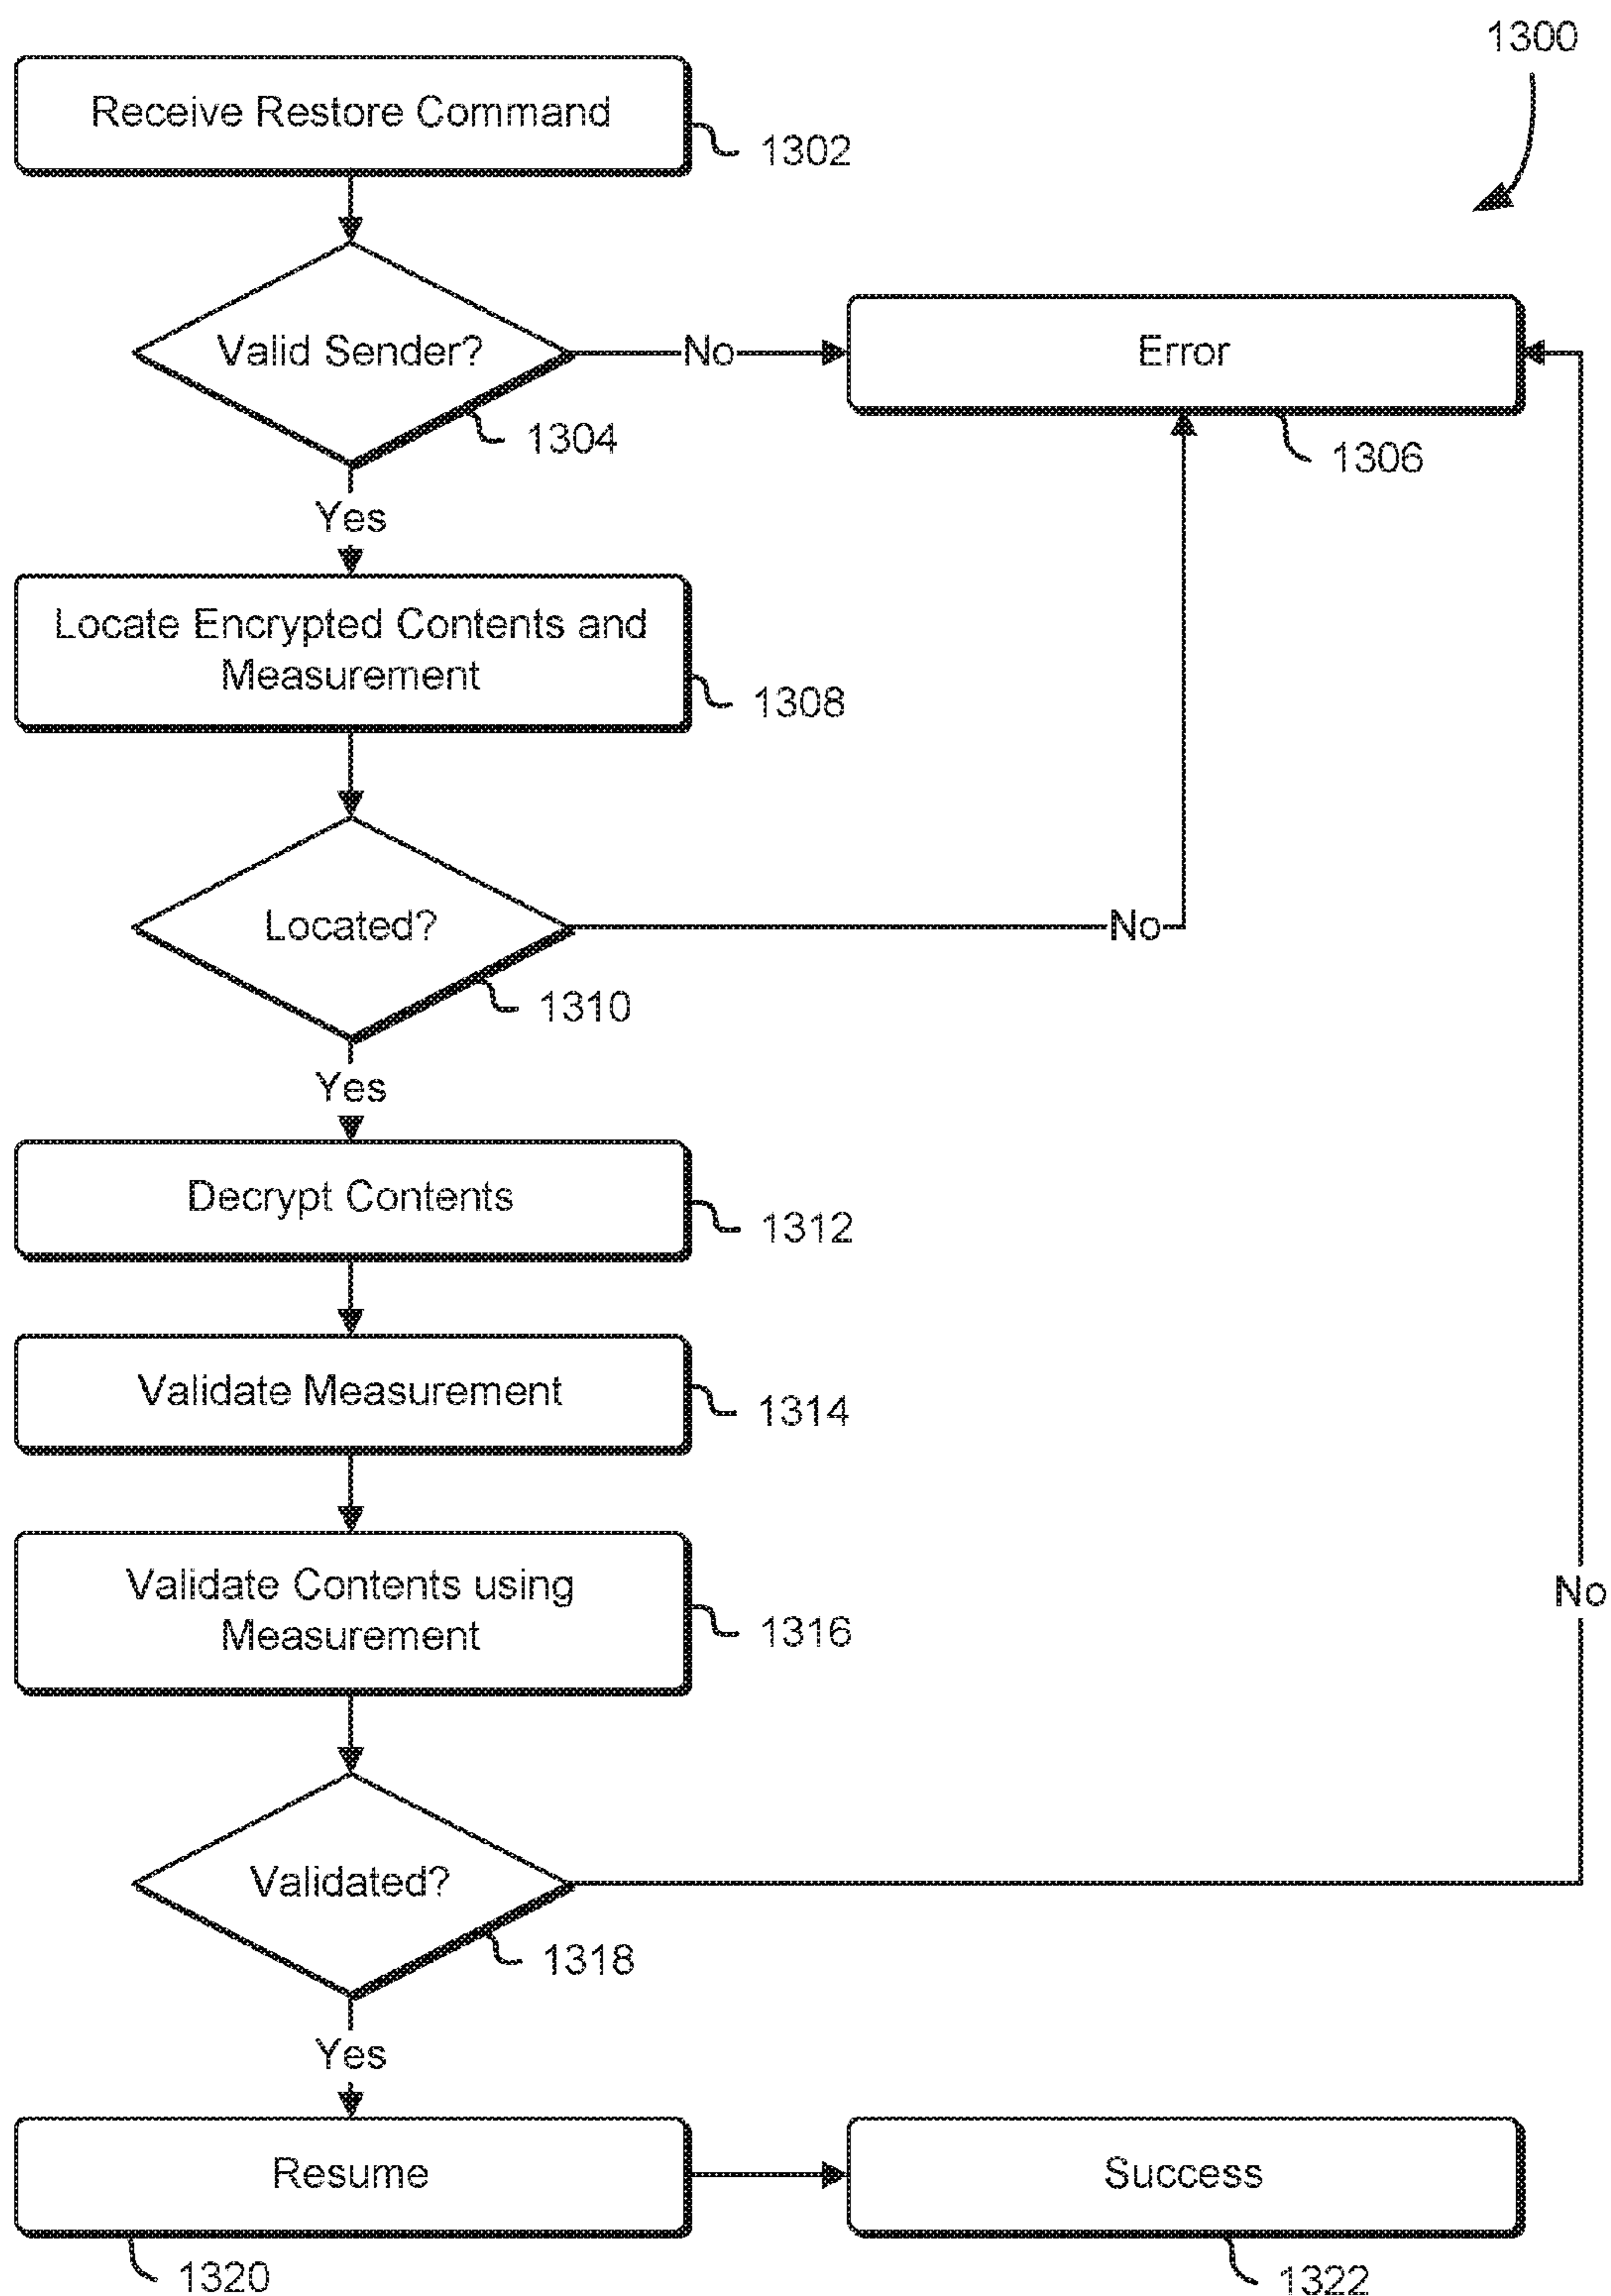 1300
Receive Restore Command
1302
Valid Sender?
No
Error
1304
1306
Yes
Locate Encrypted Contents and
Measurement
1308
Located?
No
1310
Yes
Decrypt Contents
1312
Validate Measurement
1314
Validate Contents using
Measurement
1316
No
Validated?
1318
Yes
Resume
Success
1320
1322